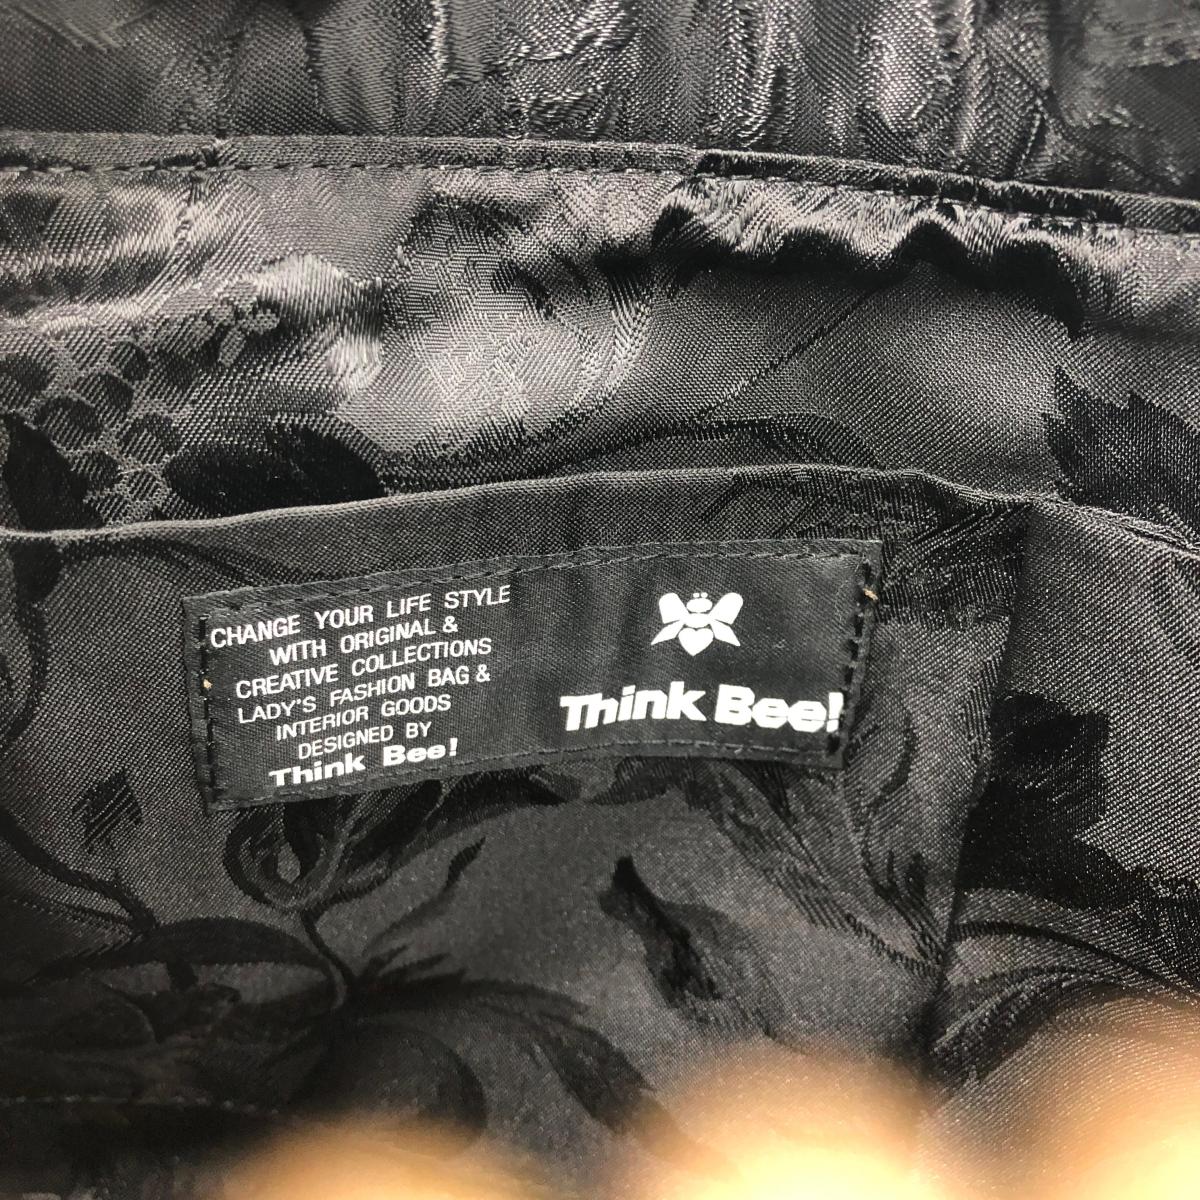 CHANGE YOUR LIFE STYLE
WITH ORIGINAL &
CREATIVE COLLECTIONS
LADY'S FASHION BAG &
INTERIOR GOODS
DESIGNED BY
Think Bee!
Think Bee!